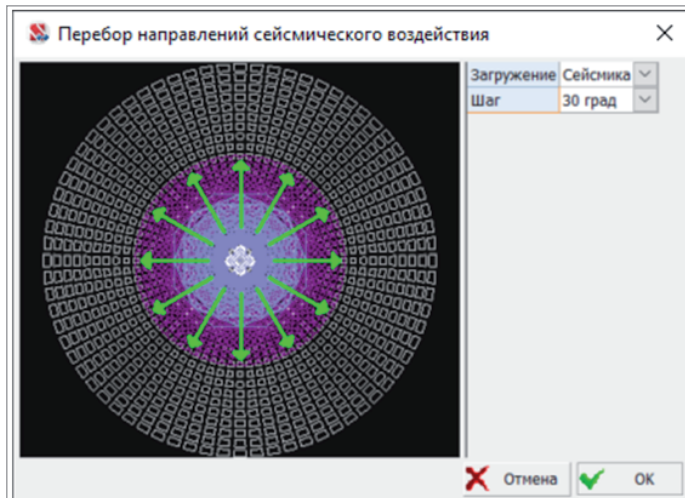 Перебор направлений сейсмического воздействия
Загружение Сейсмика
Шаг 30 град
Отмена OK